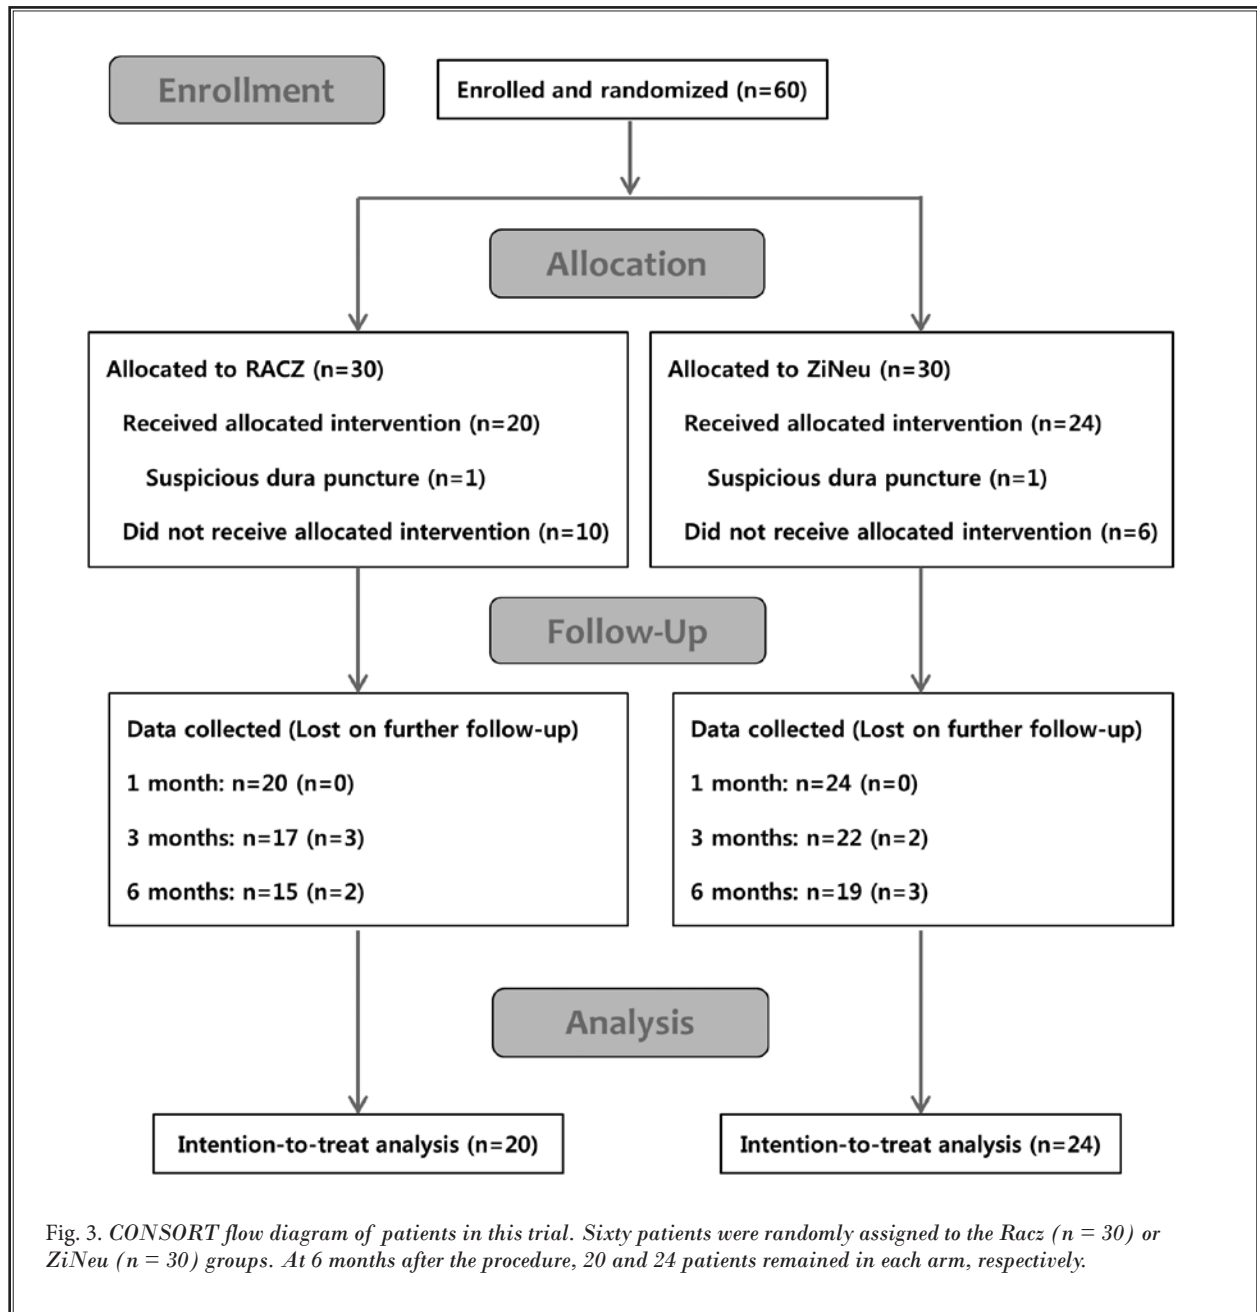 Enrollment
Enrolled and randomized (n=60)
Allocation
Allocated to RACZ (n=30)
Received allocated intervention (n=20)
Suspicious dura puncture (n=1)
Did not receive allocated intervention (n=10)
Allocated to ZiNeu (n=30)
Received allocated intervention (n=24)
Suspicious dura puncture (n=1)
Did not receive allocated intervention (n=6)
Follow-Up
Data collected (Lost on further follow-up)
1 month: n=20 (n=0)
3 months: n=17 (n=3)
6 months: n=15 (n=2)
Data collected (Lost on further follow-up)
1 month: n=24 (n=0)
3 months: n=22 (n=2)
6 months: n=19 (n=3)
Analysis
Intention-to-treat analysis (n=20)
Intention-to-treat analysis (n=24)
Fig. 3. CONSORT flow diagram of patients in this trial. Sixty patients were randomly assigned to the Racz (n = 30) or
ZiNeu (n = 30) groups. At 6 months after the procedure, 20 and 24 patients remained in each arm, respectively.